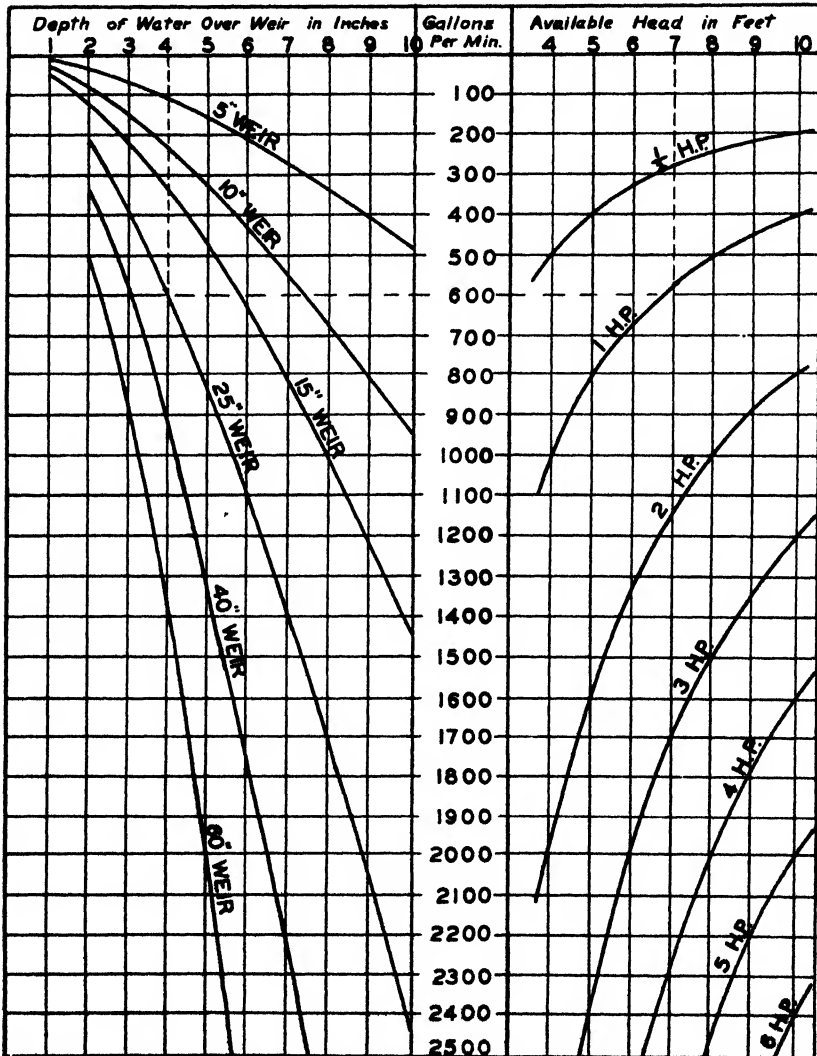 Depth of Water Over Weir in Inches
Gallons Per Min.
Available Head in Feet
1 2 3 4 5 6 7 8 9 10
4 5 6 7 8 9 10
100
200
300
400
500
600
700
800
900
1000
1100
1200
1300
1400
1500
1600
1700
1800
1900
2000
2100
2200
2300
2400
2500
5" WEIR
10" WEIR
15" WEIR
25" WEIR
40" WEIR
60" WEIR
½ H.P.
1 H.P.
2 H.P.
3 H.P.
4 H.P.
5 H.P.
6 H.P.